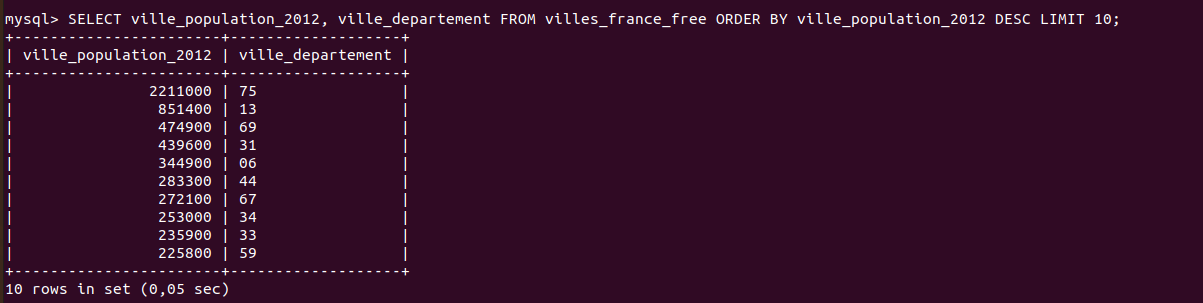 mysql> SELECT ville_population_2012, ville_departement FROM villes_france_free ORDER BY ville_population_2012 DESC LIMIT 10;
+-----------------------+-------------------+
| ville_population_2012 | ville_departement |
+-----------------------+-------------------+
|               2211000 | 75                |
|                851400 | 13                |
|                474900 | 69                |
|                439600 | 31                |
|                344900 | 06                |
|                283300 | 44                |
|                272100 | 67                |
|                253000 | 34                |
|                235900 | 33                |
|                225800 | 59                |
+-----------------------+-------------------+
10 rows in set (0,05 sec)